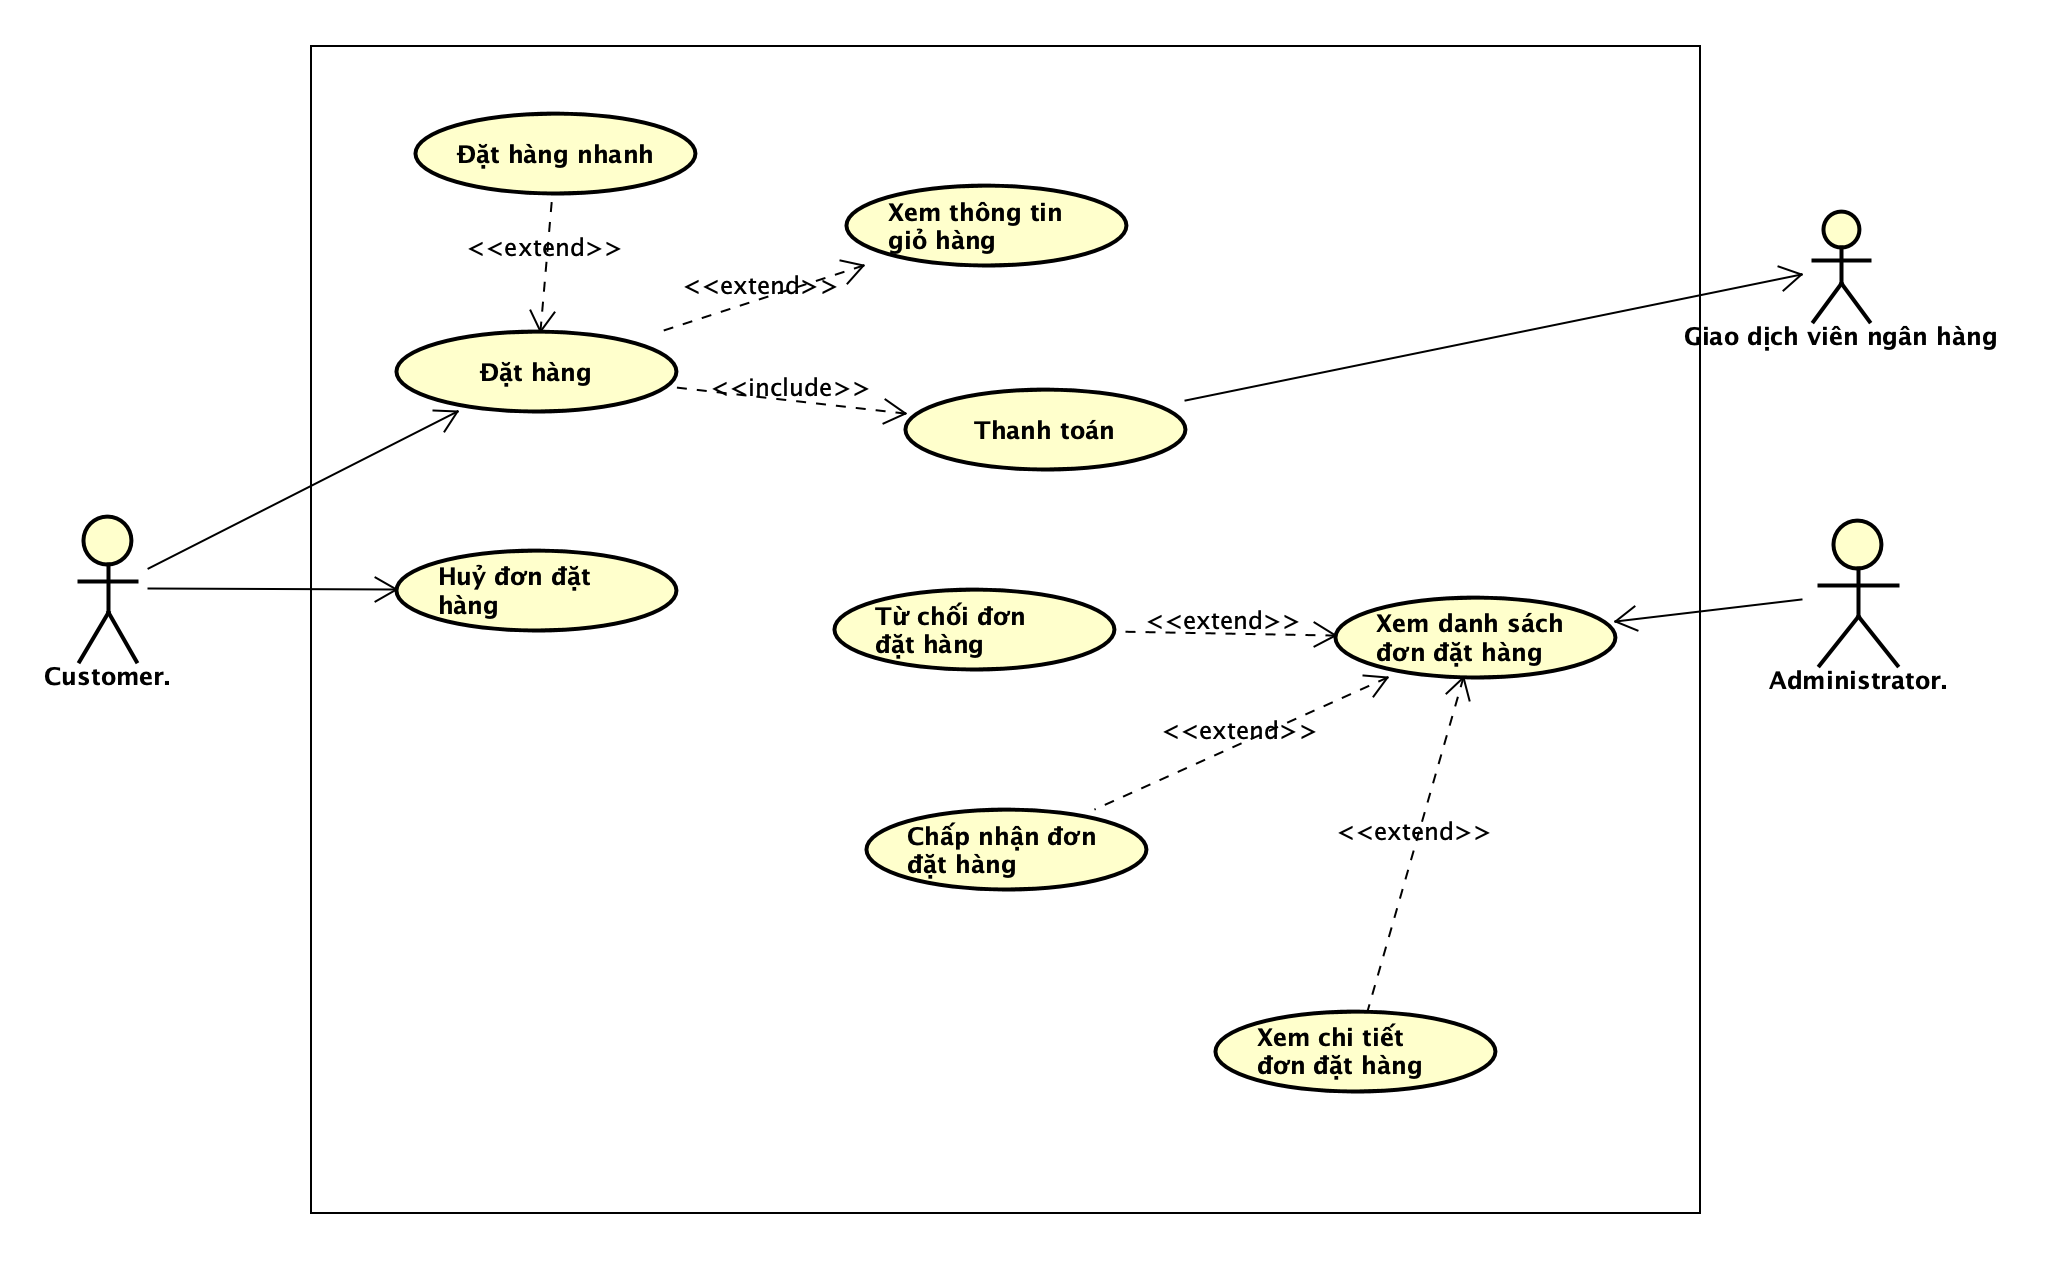 Đặt hàng nhanh
Xem thông tin
giỏ hàng
<<extend>>
<<extend>>
Giao dịch viên ngân hàng
Đặt hàng
<<include>>
Thanh toán
Huỷ đơn đặt
hàng
Customer.
Từ chối đơn
đặt hàng
<<extend>>
Xem danh sách
đơn đặt hàng
Administrator.
<<extend>>
Chấp nhận đơn
đặt hàng
<<extend>>
Xem chi tiết
đơn đặt hàng